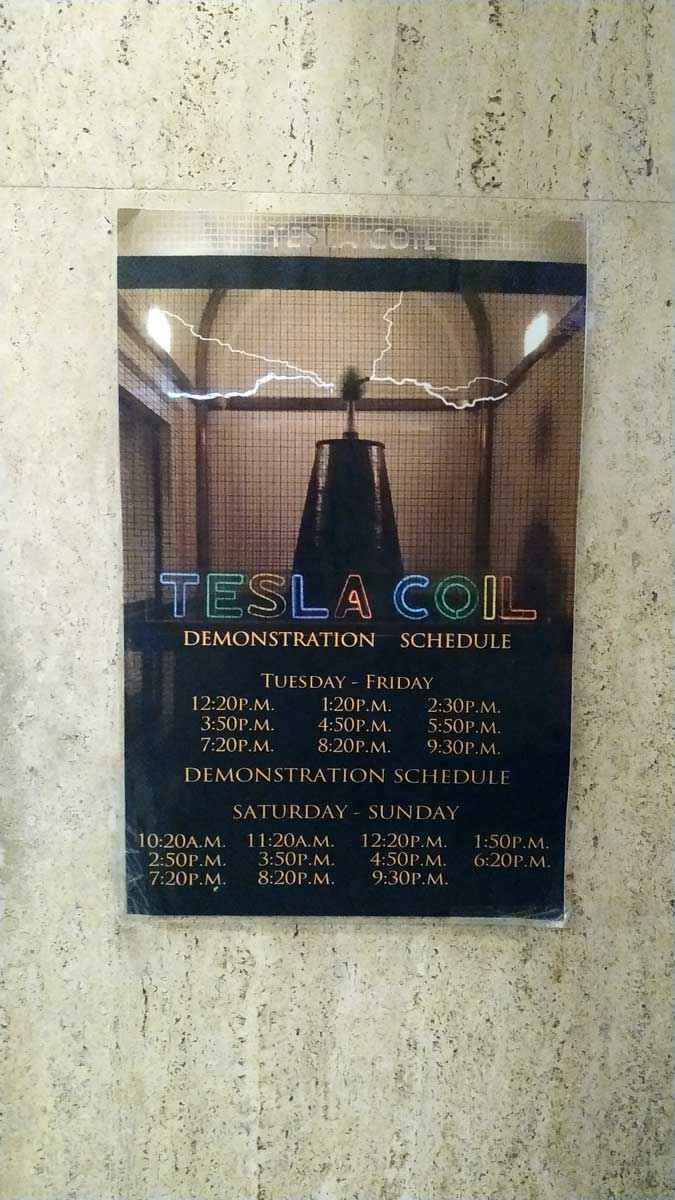 TESLA COIL
TESLA COIL
DEMONSTRATION SCHEDULE
TUESDAY - FRIDAY
12:20P.M. 1:20P.M. 2:30P.M.
3:50P.M. 4:50P.M. 5:50P.M.
7:20P.M. 8:20P.M. 9:30P.M.
DEMONSTRATION SCHEDULE
SATURDAY - SUNDAY
10:20A.M. 11:20A.M. 12:20P.M. 1:50P.M.
2:50P.M. 3:50P.M. 4:50P.M. 6:20P.M.
7:20P.M. 8:20P.M. 9:30P.M.